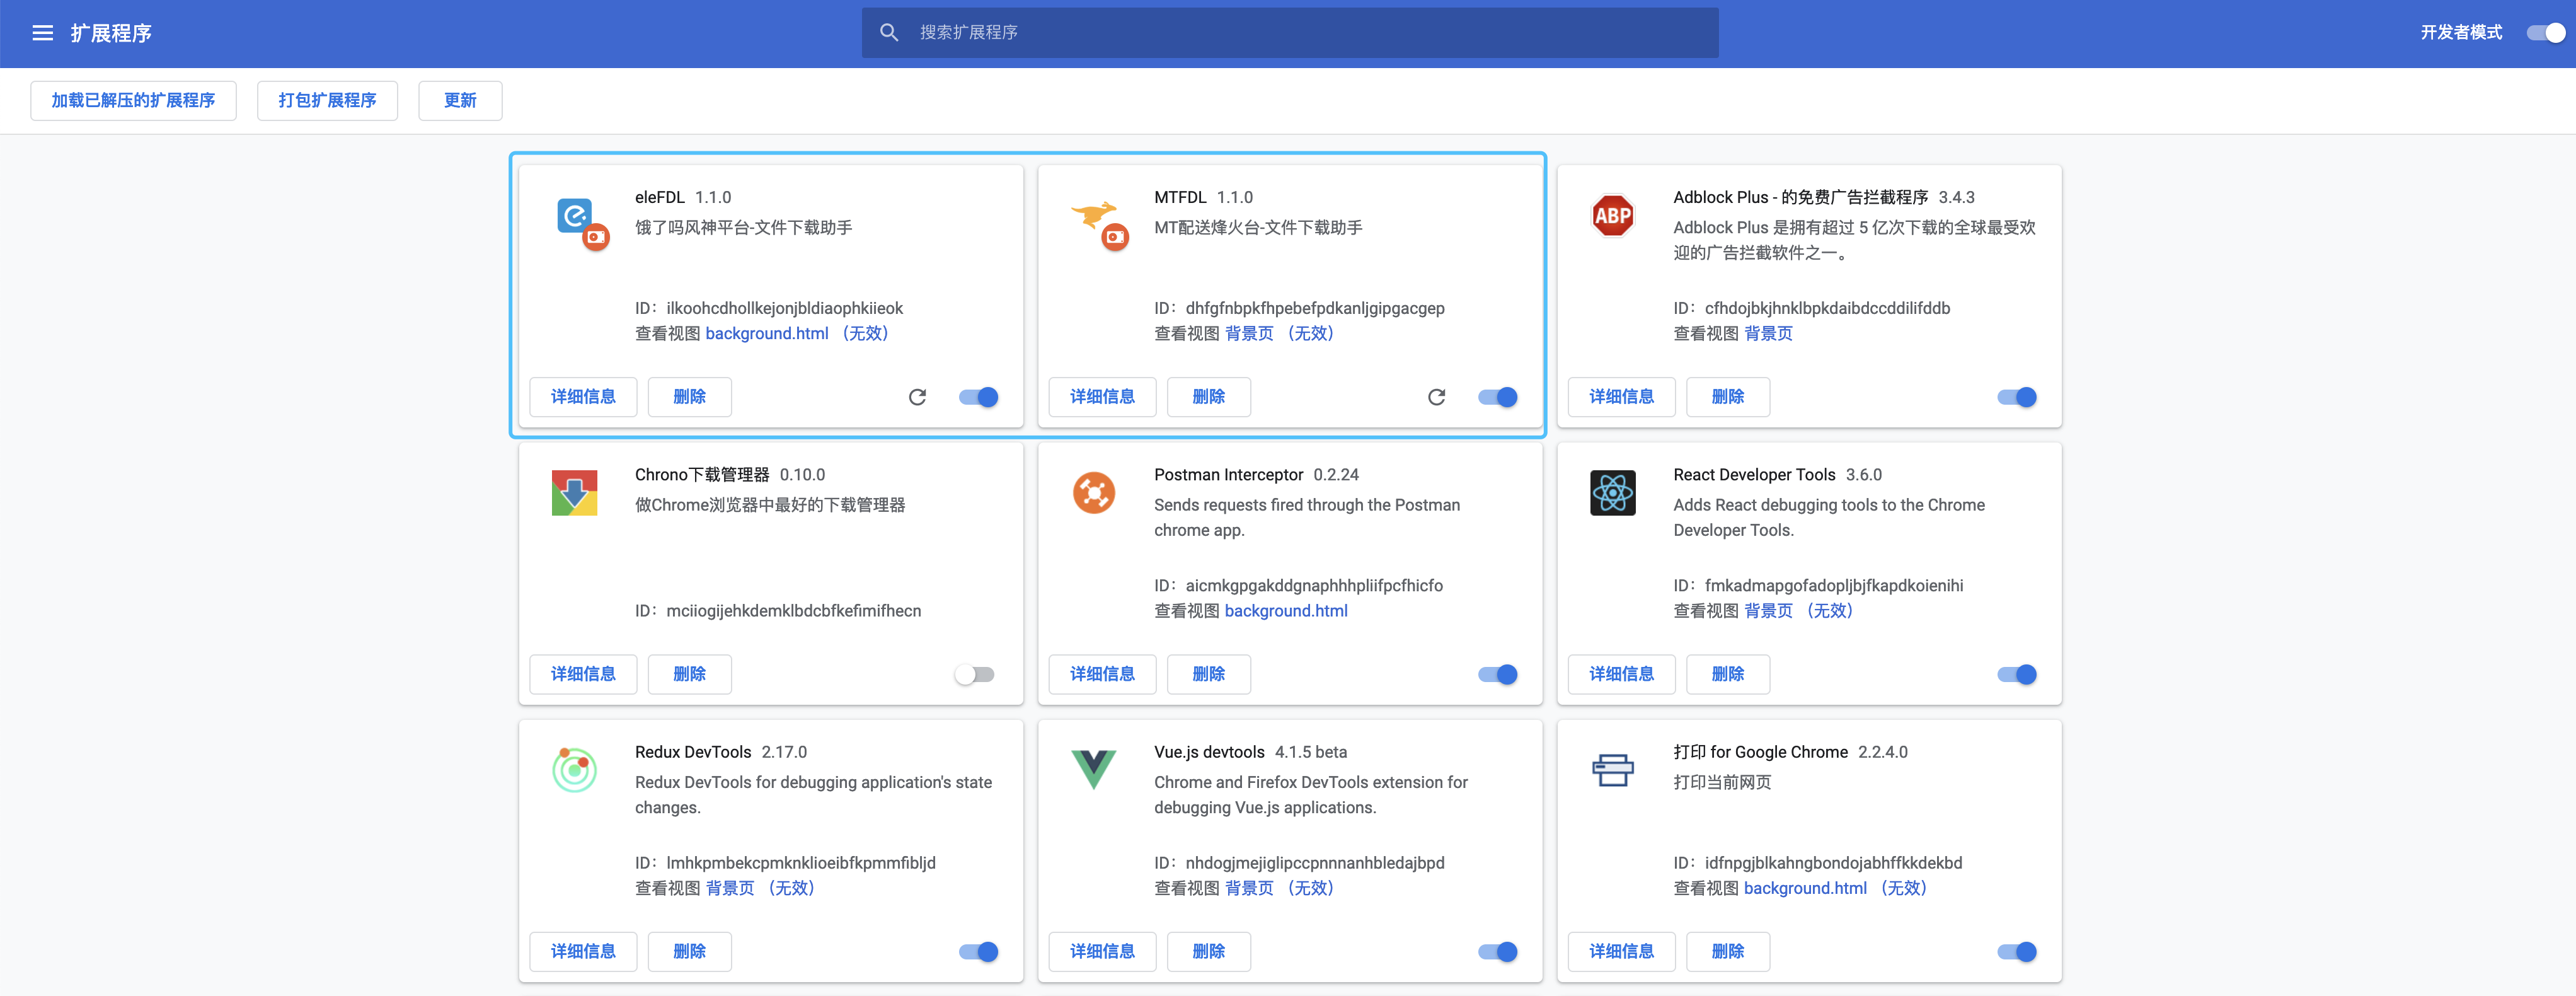 扩展程序
搜索扩展程序
开发者模式
加载已解压的扩展程序
打包扩展程序
更新
eleFDL 1.1.0
饿了吗风神平台-文件下载助手
ID：ilkoohcdhollkejonjbldiaophkiieok
查看视图 background.html （无效）
详细信息
删除
MTFDL 1.1.0
MT配送烽火台-文件下载助手
ID：dhfgfnbpkfhpebefpdkanljgipgacgep
查看视图 背景页 （无效）
详细信息
删除
ABP
Adblock Plus - 的免费广告拦截程序 3.4.3
Adblock Plus 是拥有超过 5 亿次下载的全球最受欢
迎的广告拦截软件之一。
ID：cfhdojbkjhnklbpkdaibdccddilifddb
查看视图 背景页
详细信息
删除
Chrono下载管理器 0.10.0
做Chrome浏览器中最好的下载管理器
ID：mciiogijehkdemklbdcbfkefimifhecn
详细信息
删除
Postman Interceptor 0.2.24
Sends requests fired through the Postman
chrome app.
ID：aicmkgpgakddgnaphhhpliifpcfhicfo
查看视图 background.html
详细信息
删除
React Developer Tools 3.6.0
Adds React debugging tools to the Chrome
Developer Tools.
ID：fmkadmapgofadopljbjfkapdkoienihi
查看视图 背景页 （无效）
详细信息
删除
Redux DevTools 2.17.0
Redux DevTools for debugging application's state
changes.
ID：lmhkpmbekcpmknklioeibfkpmmfibljd
查看视图 背景页 （无效）
详细信息
删除
Vue.js devtools 4.1.5 beta
Chrome and Firefox DevTools extension for
debugging Vue.js applications.
ID：nhdogjmejiglipccpnnnanhbledajbpd
查看视图 背景页 （无效）
详细信息
删除
打印 for Google Chrome 2.2.4.0
打印当前网页
ID：idfnpgjblkahngbondojabhffkkdekbd
查看视图 background.html （无效）
详细信息
删除